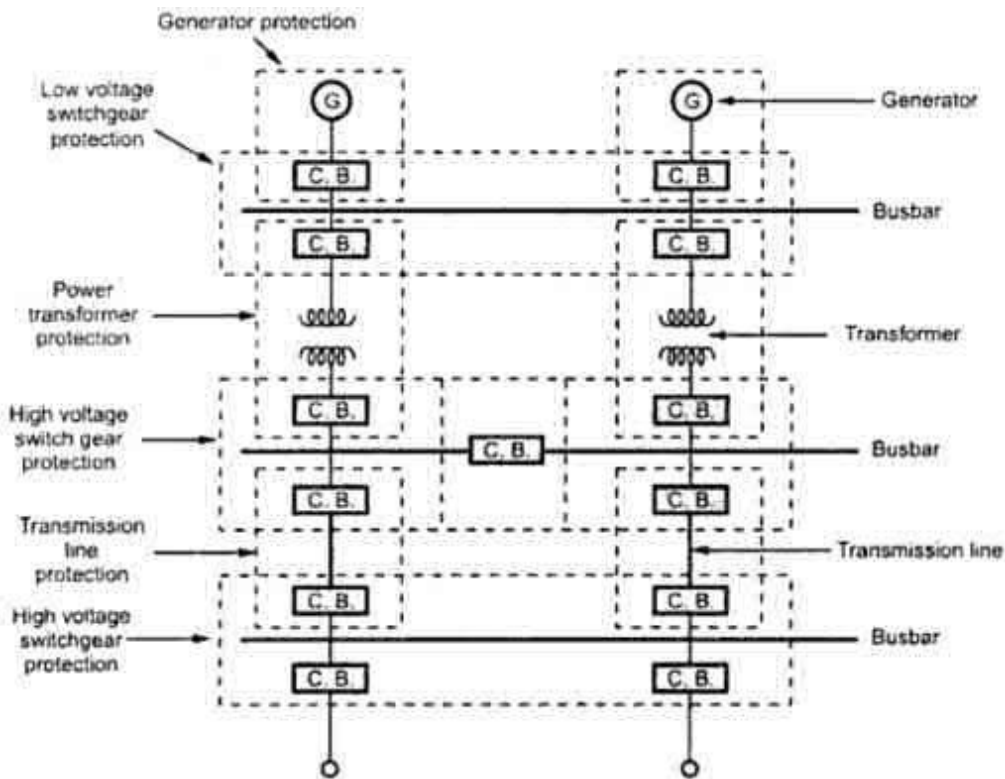 Generator protection
Low voltage
switchgear
protection
G
G
Generator
C. B.
C. B.
Busbar
C. B.
C. B.
Power
transformer
protection
Transformer
High voltage
switch gear
protection
C. B.
C. B.
C. B.
Busbar
C. B.
C. B.
Transmission
line
protection
Transmission line
C. B.
C. B.
High voltage
switchgear
protection
Busbar
C. B.
C. B.